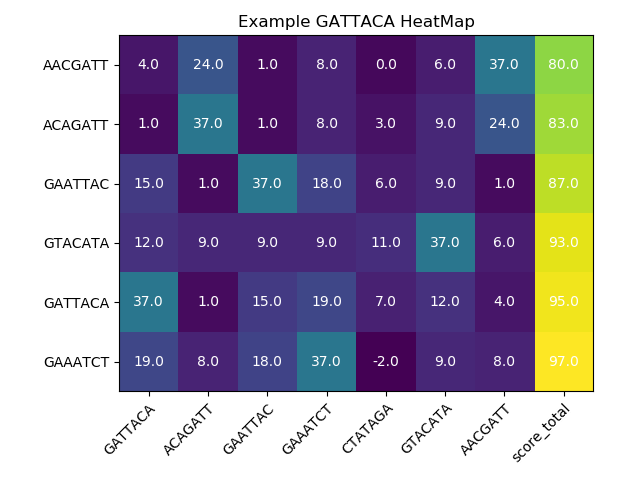 Example GATTACA HeatMap
AACGATT 4.0 24.0 1.0 8.0 0.0 6.0 37.0 80.0
ACAGATT 1.0 37.0 1.0 8.0 3.0 9.0 24.0 83.0
GAATTAC 15.0 1.0 37.0 18.0 6.0 9.0 1.0 87.0
GTACATA 12.0 9.0 9.0 9.0 11.0 37.0 6.0 93.0
GATTACA 37.0 1.0 15.0 19.0 7.0 12.0 4.0 95.0
GAAATCT 19.0 8.0 18.0 37.0 -2.0 9.0 8.0 97.0
GATTACA ACAGATT GAATTAC GAAATCT CTATAGA GTACATA AACGATT score_total